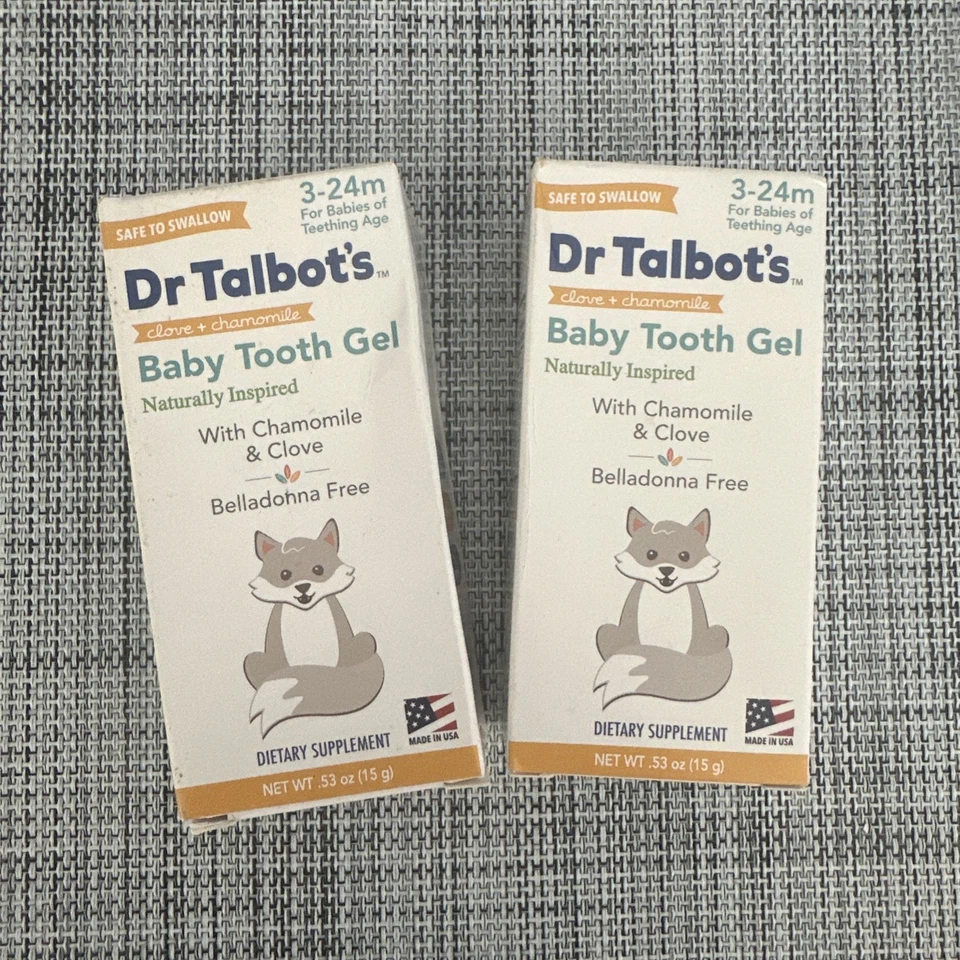 SAFE TO SWALLOW
3-24m
For Babies of
Teething Age
Dr Talbot's™
clove + chamomile
Baby Tooth Gel
Naturally Inspired
With Chamomile
& Clove
Belladonna Free
DIETARY SUPPLEMENT
MADE IN USA
NET WT .53 oz (15 g)
SAFE TO SWALLOW
3-24m
For Babies of
Teething Age
Dr Talbot's™
clove + chamomile
Baby Tooth Gel
Naturally Inspired
With Chamomile
& Clove
Belladonna Free
DIETARY SUPPLEMENT
MADE IN USA
NET WT .53 oz (15 g)